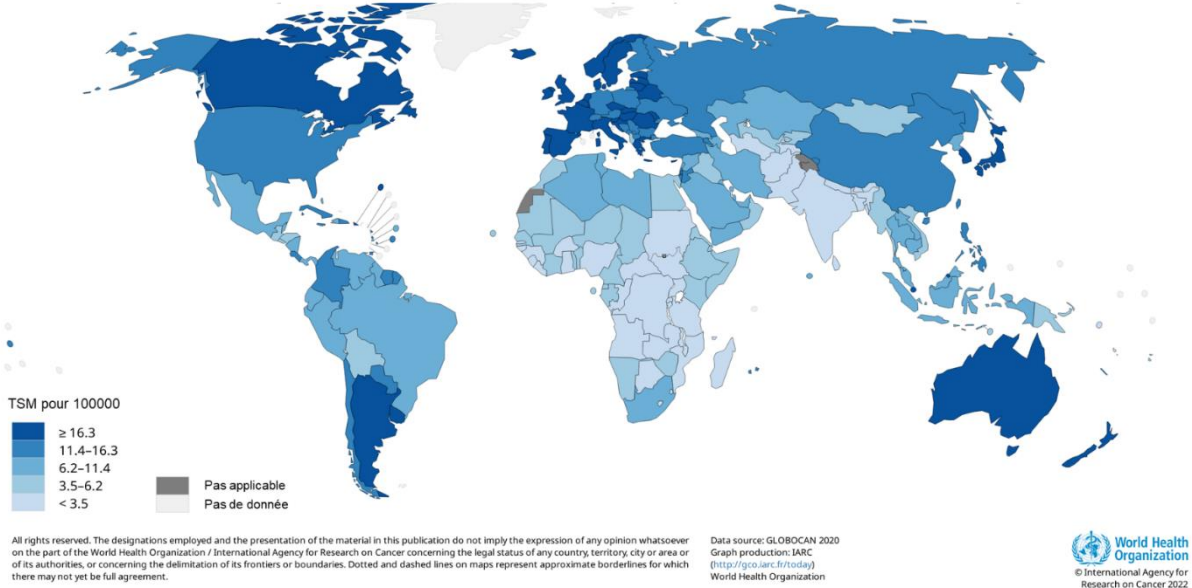 TSM pour 100000
≥ 16.3
11.4–16.3
6.2–11.4
3.5–6.2
< 3.5
Pas applicable
Pas de donnée
All rights reserved. The designations employed and the presentation of the material in this publication do not imply the expression of any opinion whatsoever
on the part of the World Health Organization / International Agency for Research on Cancer concerning the legal status of any country, territory, city or area or
of its authorities, or concerning the delimitation of its frontiers or boundaries. Dotted and dashed lines on maps represent approximate borderlines for which
there may not yet be full agreement.
Data source: GLOBOCAN 2020
Graph production: IARC
(http://gco.iarc.fr/today)
World Health Organization
World Health
Organization
© International Agency for
Research on Cancer 2022